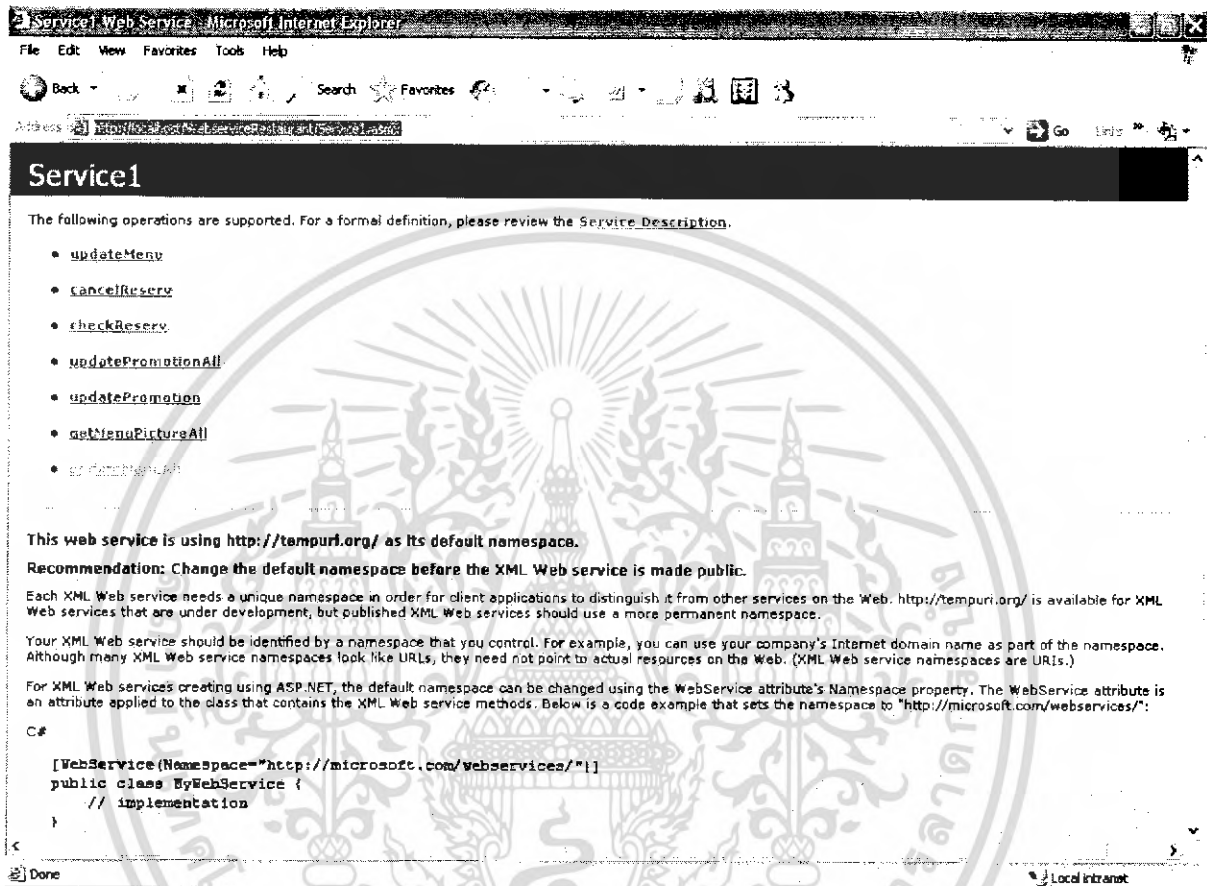 Service1 Web Service - Microsoft Internet Explorer
File Edit View Favorites Tools Help
Back Search Favorites
Address http://localhost/WebserviceRestaurant/Service1.asmx Go Links »
Service1
The following operations are supported. For a formal definition, please review the Service Description.
• updateMenu
• cancelReserv
• checkReserv
• updatePromotionAll
• updatePromotion
• getMenuPictureAll
• updateMenuAll
This web service is using http://tempuri.org/ as its default namespace.
Recommendation: Change the default namespace before the XML Web service is made public.
Each XML Web service needs a unique namespace in order for client applications to distinguish it from other services on the Web. http://tempuri.org/ is available for XML
Web services that are under development, but published XML Web services should use a more permanent namespace.
Your XML Web service should be identified by a namespace that you control. For example, you can use your company's Internet domain name as part of the namespace.
Although many XML Web service namespaces look like URLs, they need not point to actual resources on the Web. (XML Web service namespaces are URIs.)
For XML Web services creating using ASP.NET, the default namespace can be changed using the WebService attribute's Namespace property. The WebService attribute is
an attribute applied to the class that contains the XML Web service methods. Below is a code example that sets the namespace to "http://microsoft.com/webservices/":
C#
[WebService(Namespace="http://microsoft.com/webservices/")]
public class MyWebService {
// implementation
}
Done Local intranet